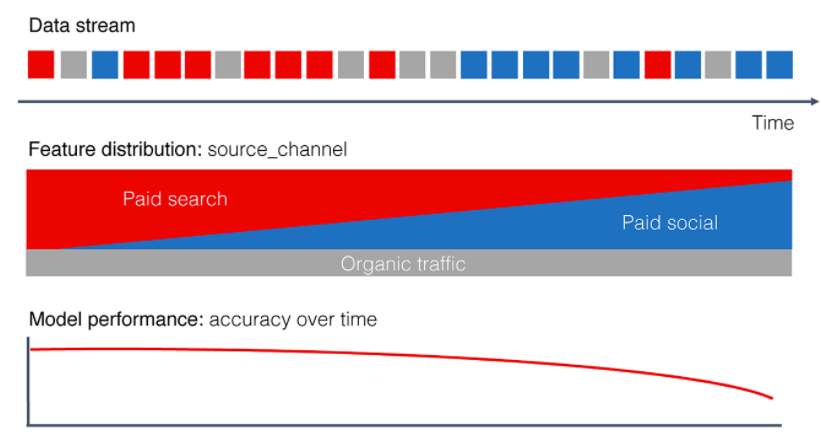 Data stream
Time
Feature distribution: source_channel
Paid search
Paid social
Organic traffic
Model performance: accuracy over time